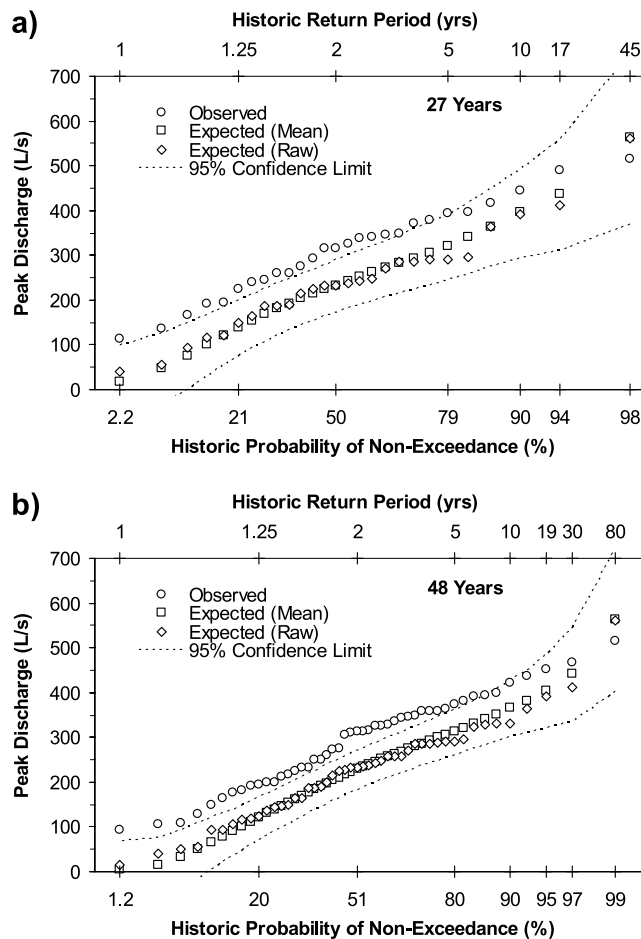 a)
Historic Return Period (yrs)
1 1.25 2 5 10 17 45
700
600
500
400
300
200
100
0
Peak Discharge (L/s)
Observed
Expected (Mean)
Expected (Raw)
95% Confidence Limit
27 Years
2.2 21 50 79 90 94 98
Historic Probability of Non-Exceedance (%)
b)
Historic Return Period (yrs)
1 1.25 2 5 10 19 30 80
700
600
500
400
300
200
100
0
Peak Discharge (L/s)
Observed
Expected (Mean)
Expected (Raw)
95% Confidence Limit
48 Years
1.2 20 51 80 90 95 97 99
Historic Probability of Non-Exceedance (%)